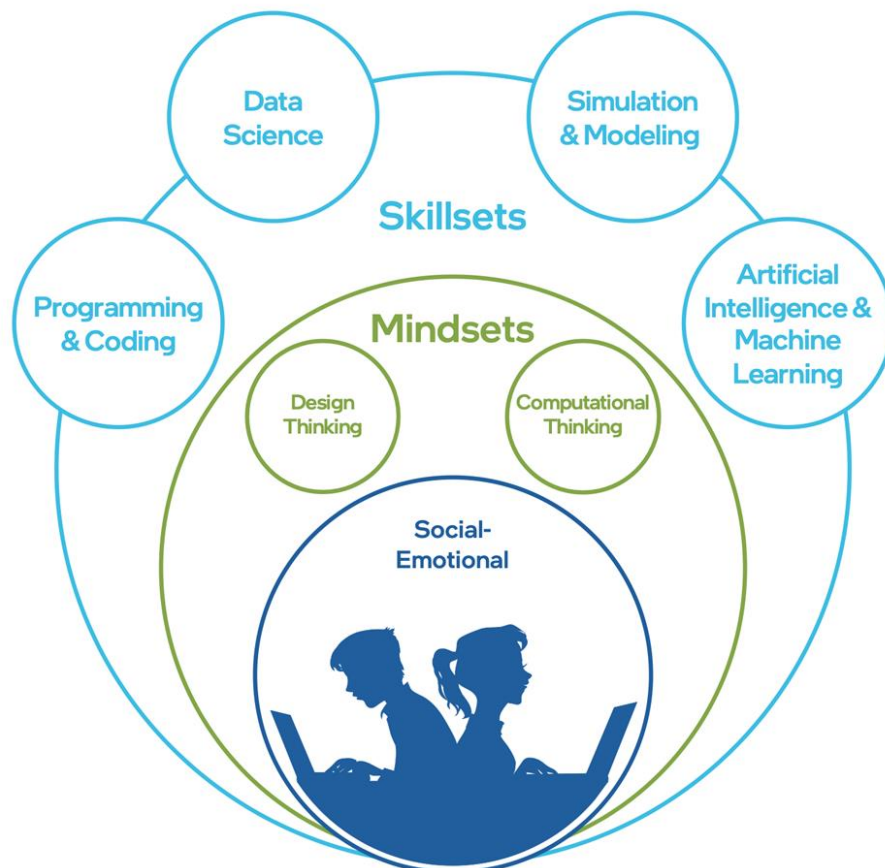 Data
Science
Simulation
& Modeling
Skillsets
Programming
& Coding
Artificial
Intelligence &
Machine
Learning
Mindsets
Design
Thinking
Computational
Thinking
Social-
Emotional